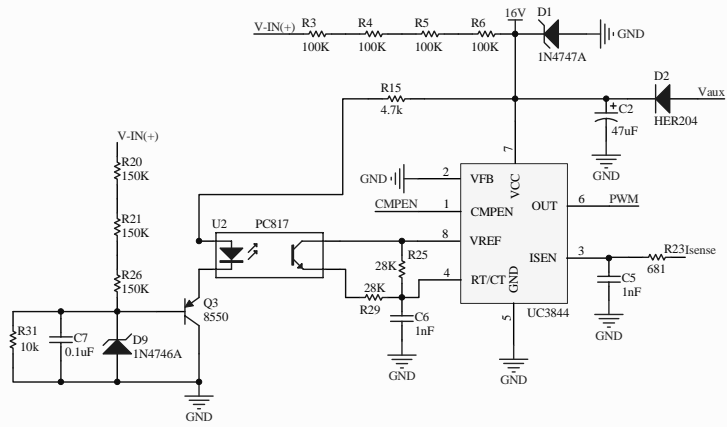 V-IN(+)
R3
100K
R4
100K
R5
100K
R6
100K
16V
D1
1N4747A
GND
R15
4.7k
C2
47uF
GND
D2
HER204
Vaux
V-IN(+)
R20
150K
R21
150K
R26
150K
U2
PC817
GND
CMPEN
2
1
8
4
7
6
3
5
VFB
CMPEN
VREF
RT/CT
VCC
GND
OUT
ISEN
UC3844
PWM
R23
681
Isense
C5
1nF
GND
R25
28K
28K
R29
C6
1nF
GND
GND
Q3
8550
R31
10k
C7
0.1uF
D9
1N4746A
GND